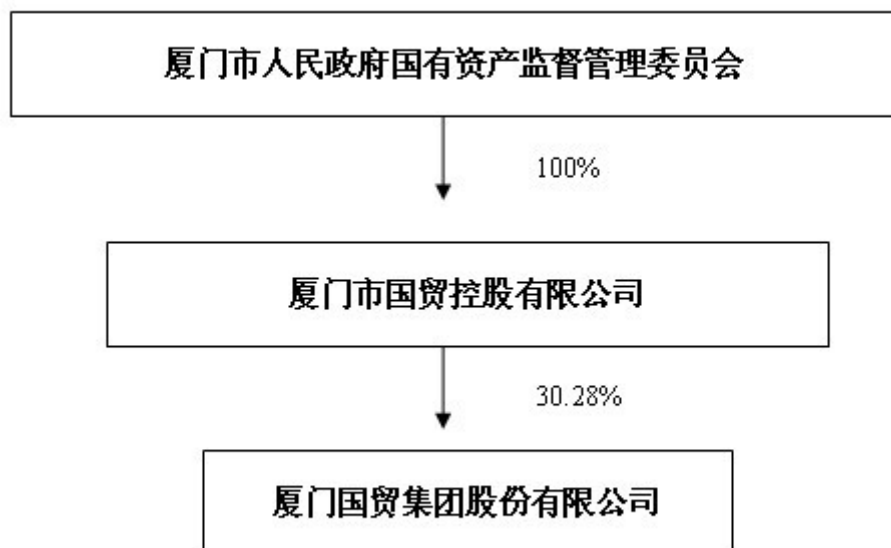 厦门市人民政府国有资产监督管理委员会
100%
厦门市国贸控股有限公司
30.28%
厦门国贸集团股份有限公司